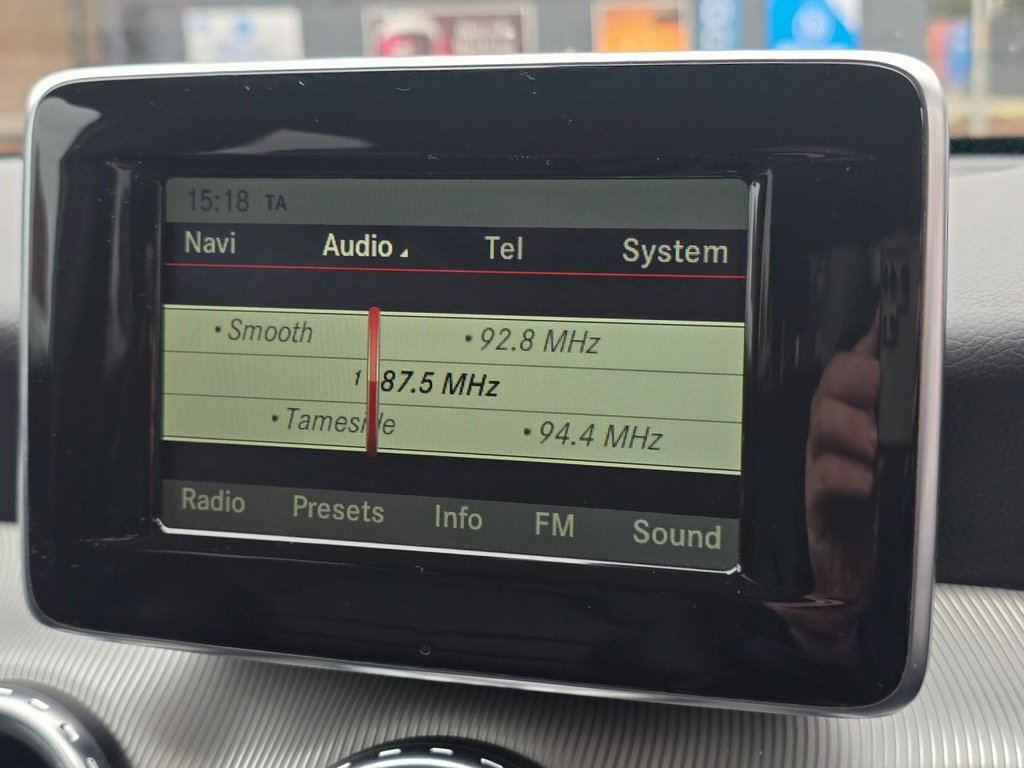 15:18 TA
Navi Audio Tel System
• Smooth • 92.8 MHz
1 87.5 MHz
• Tameside • 94.4 MHz
Radio Presets Info FM Sound